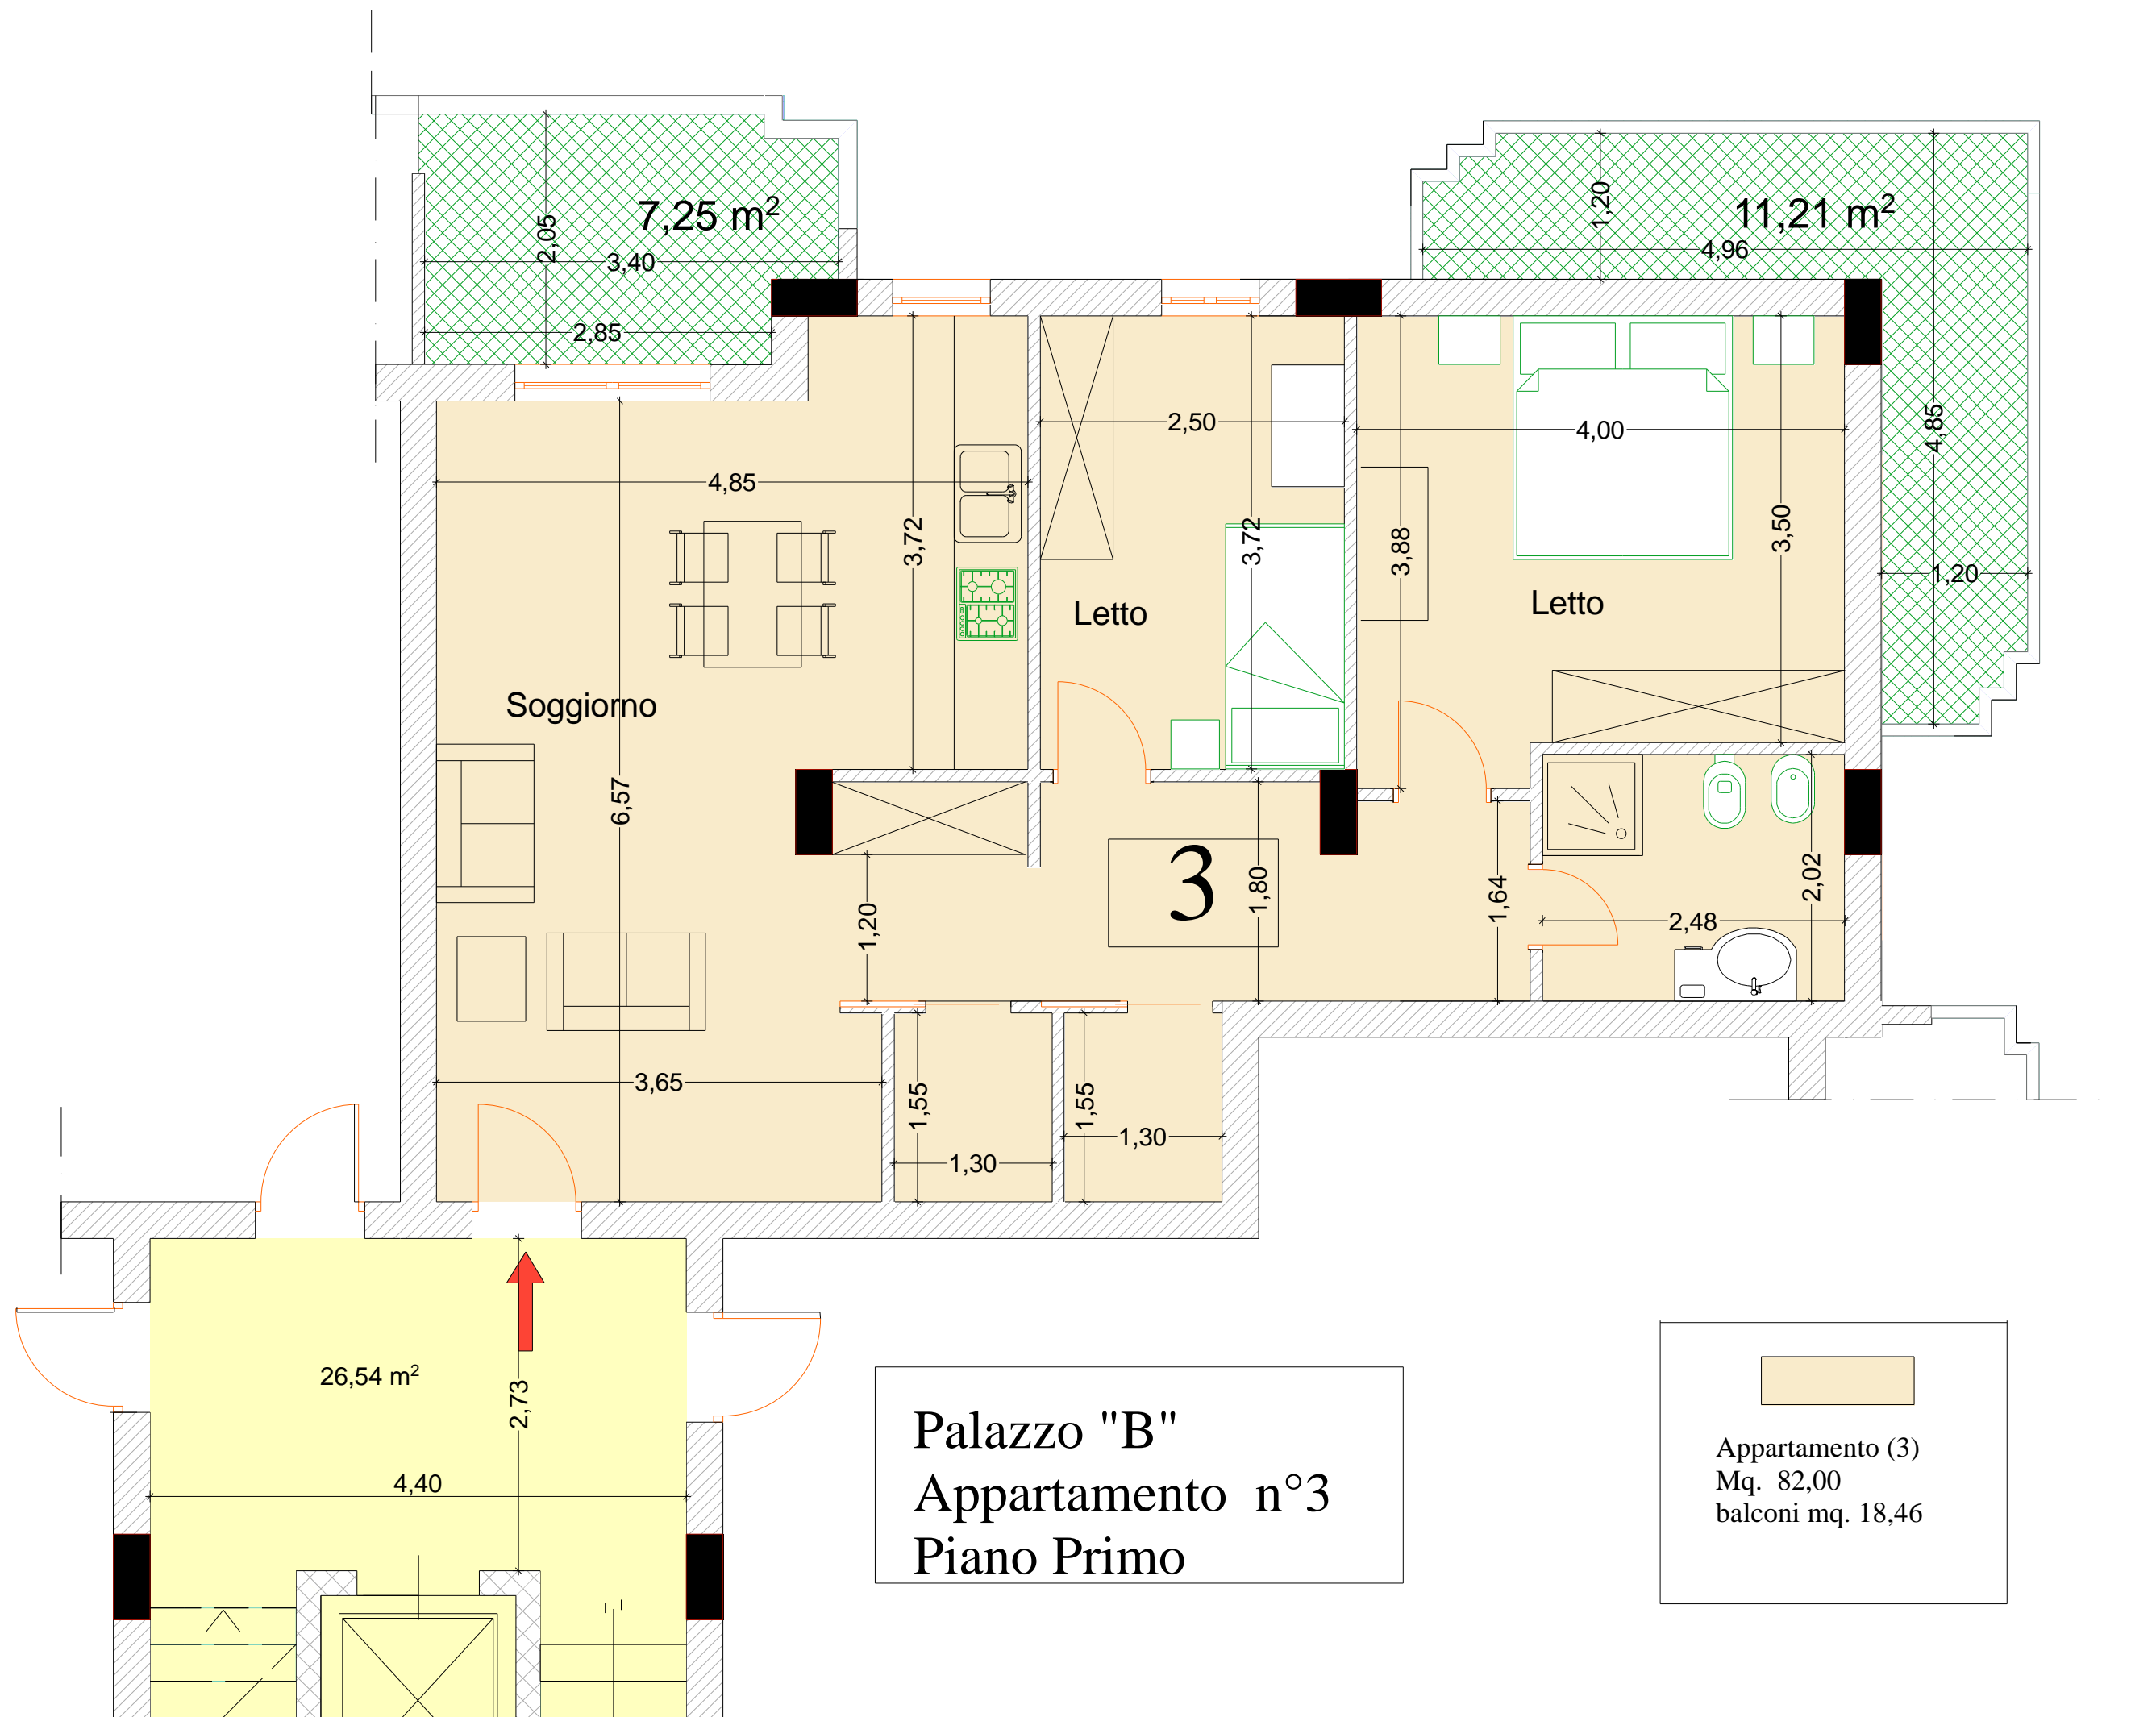 7,25 m²
2,05
3,40
2,85
1,20
11,21 m²
4,96
4,85
1,20
4,85
3,72
2,50
3,72
4,00
3,88
3,50
Letto
Letto
Soggiorno
6,57
1,20
3
1,80
1,64
2,48
2,02
3,65
1,55
1,30
1,55
1,30
26,54 m²
2,73
4,40
Palazzo "B"
Appartamento n°3
Piano Primo
Appartamento (3)
Mq. 82,00
balconi mq. 18,46